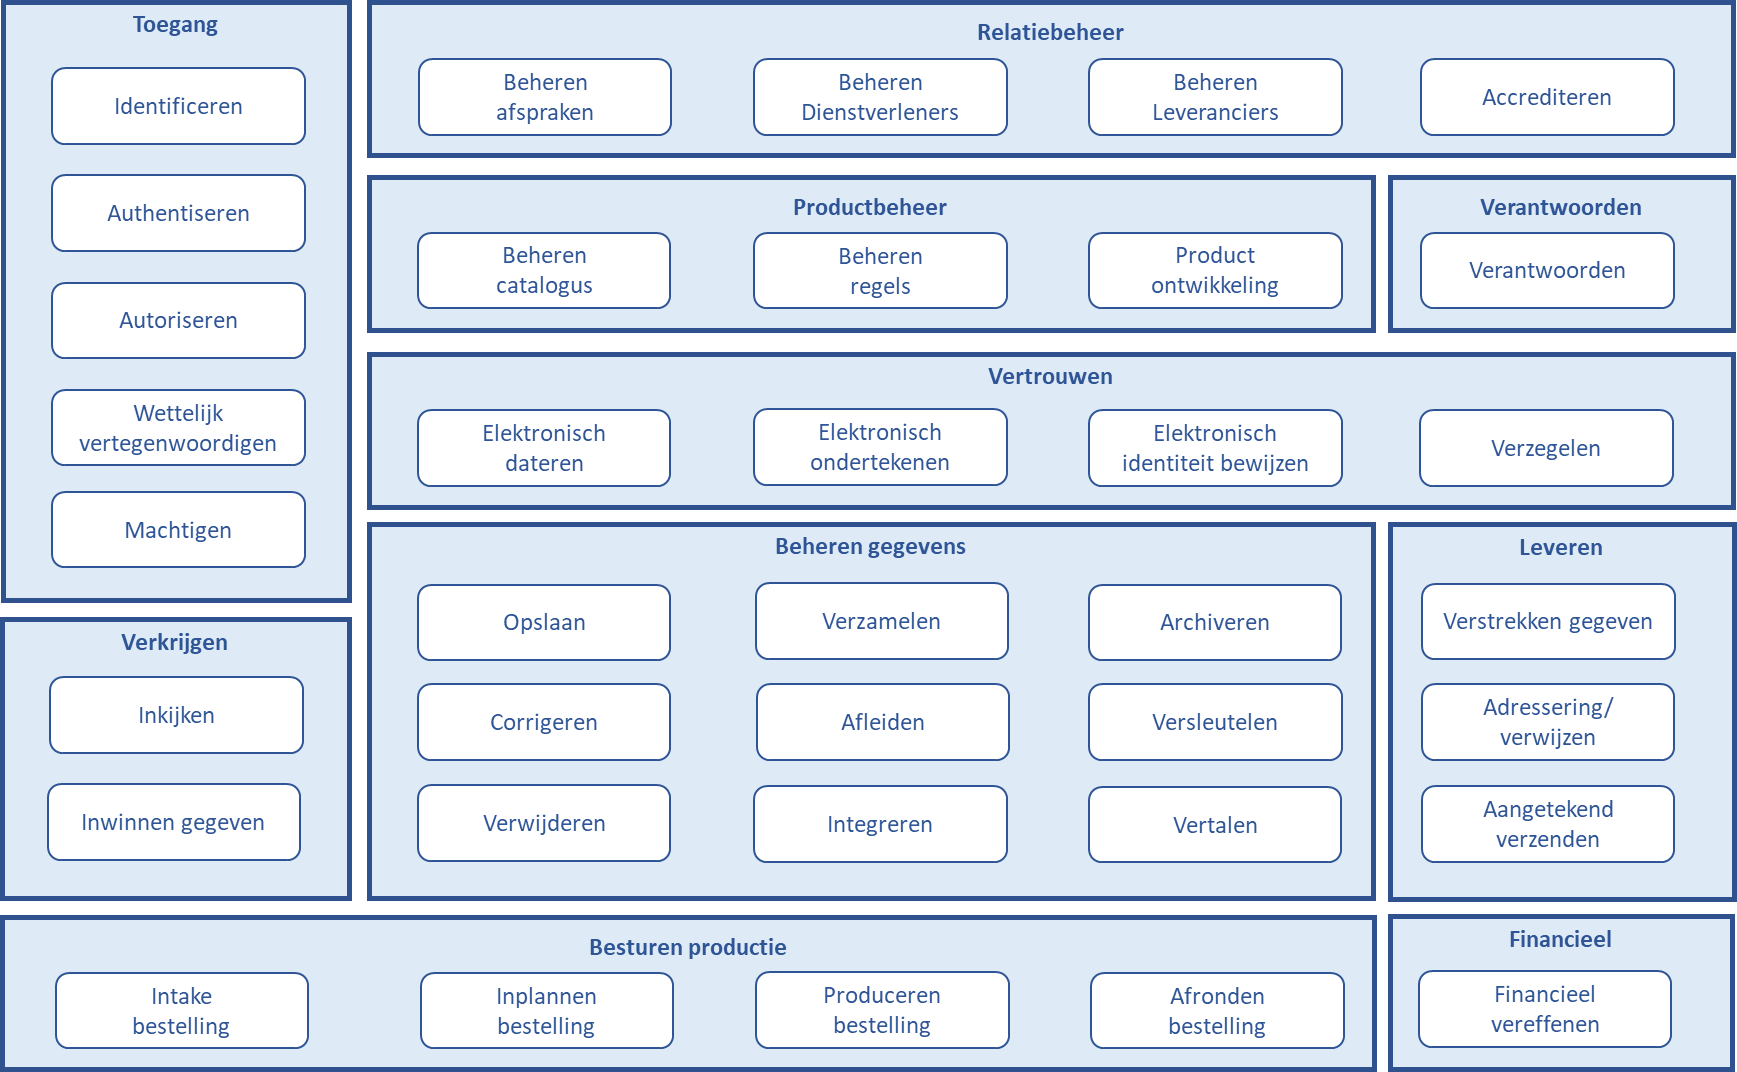 Toegang
Identificeren
Authentiseren
Autoriseren
Wettelijk
vertegenwoordigen
Machtigen
Relatiebeheer
Beheren
afspraken
Beheren
Dienstverleners
Beheren
Leveranciers
Accrediteren
Productbeheer
Beheren
catalogus
Beheren
regels
Product
ontwikkeling
Verantwoorden
Verantwoorden
Vertrouwen
Elektronisch
dateren
Elektronisch
ondertekenen
Elektronisch
identiteit bewijzen
Verzegelen
Verkrijgen
Inkijken
Inwinnen gegeven
Beheren gegevens
Opslaan
Verzamelen
Archiveren
Corrigeren
Afleiden
Versleutelen
Verwijderen
Integreren
Vertalen
Leveren
Verstrekken gegeven
Adressering/
verwijzen
Aangetekend
verzenden
Besturen productie
Intake
bestelling
Inplannen
bestelling
Produceren
bestelling
Afronden
bestelling
Financieel
Financieel
vereffenen